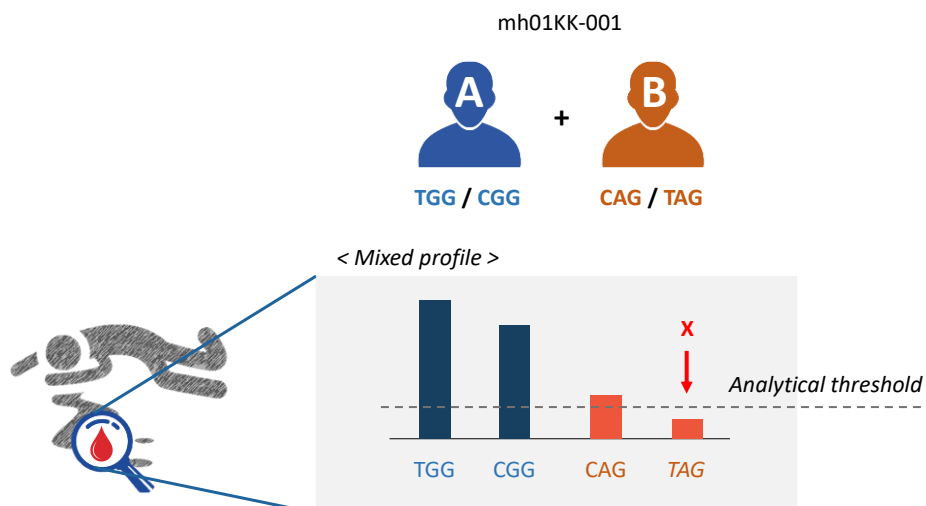 mh01KK-001
A + B
TGG / CGG CAG / TAG
< Mixed profile >
X
Analytical threshold
TGG CGG CAG TAG